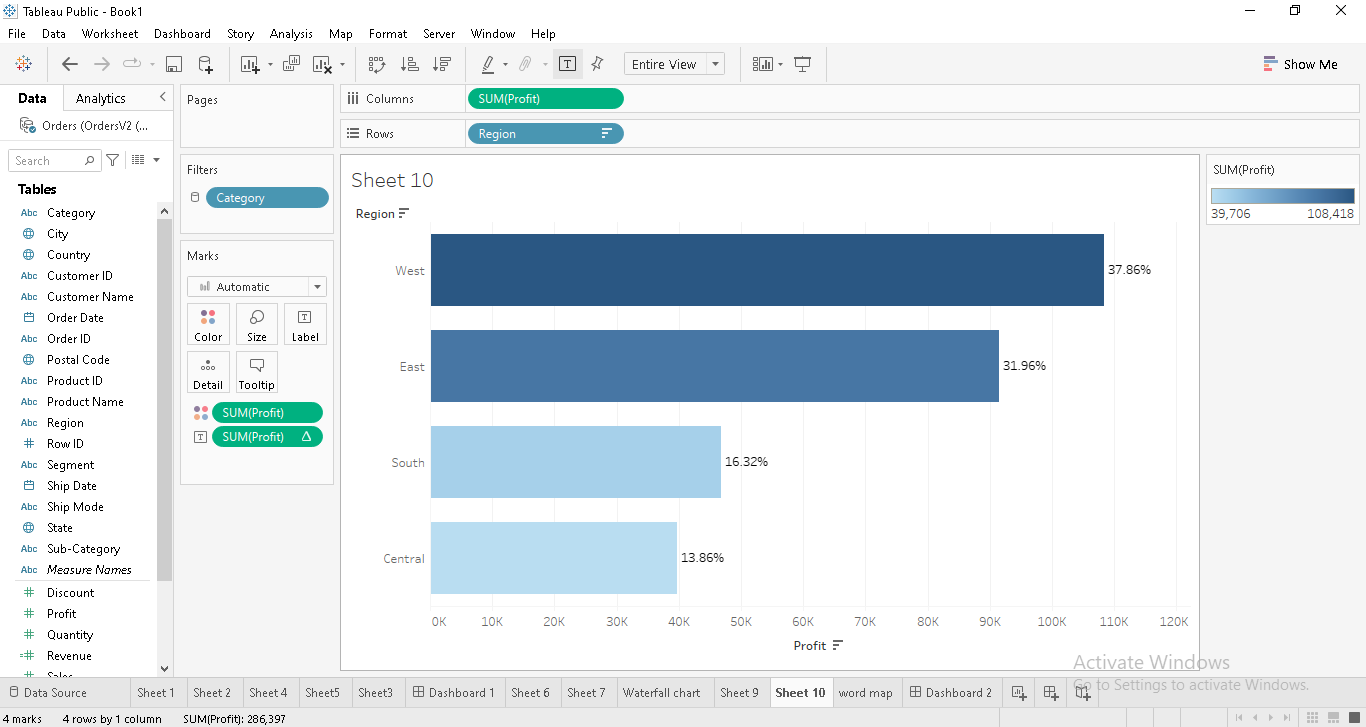 Tableau Public - Book1
File Data Worksheet Dashboard Story Analysis Map Format Server Window Help
Entire View
Show Me
Data Analytics
Orders (OrdersV2 (...
Search
Tables
Abc Category
City
Country
Abc Customer ID
Abc Customer Name
Order Date
Abc Order ID
Postal Code
Abc Product ID
Abc Product Name
Abc Region
# Row ID
Abc Segment
Ship Date
Abc Ship Mode
State
Abc Sub-Category
Abc Measure Names
# Discount
# Profit
# Quantity
=# Revenue
# Sales
Pages
Filters
Category
Marks
Automatic
Color Size Label
Detail Tooltip
SUM(Profit)
T SUM(Profit) Δ
Columns SUM(Profit)
Rows Region
Sheet 10
Region
West 37.86%
East 31.96%
South 16.32%
Central 13.86%
0K 10K 20K 30K 40K 50K 60K 70K 80K 90K 100K 110K 120K
Profit
SUM(Profit)
39,706 108,418
Activate Windows
Go to Settings to activate Windows.
Data Source Sheet 1 Sheet 2 Sheet 4 Sheet5 Sheet3 Dashboard 1 Sheet 6 Sheet 7 Waterfall chart Sheet 9 Sheet 10 word map Dashboard 2
4 marks 4 rows by 1 column SUM(Profit): 286,397